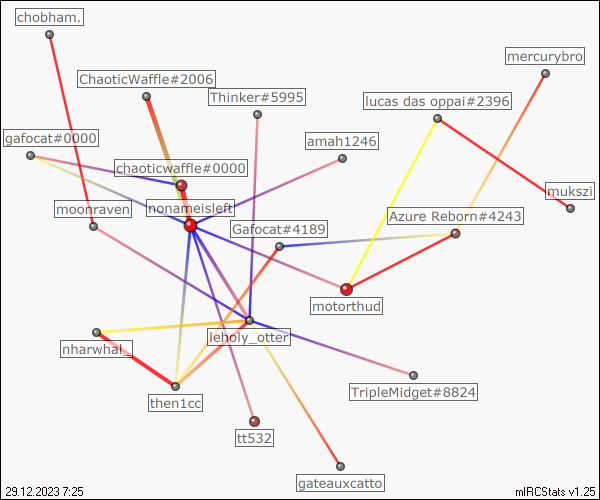 chobham.
mercurybro
ChaoticWaffle#2006
Thinker#5995
lucas das oppai#2396
gafocat#0000
amah1246
chaoticwaffle#0000
mukszi
moonraven
nonameisleft
Azure Reborn#4243
Gafocat#4189
motorthud
leholy_otter
nharwhal_
TripleMidget#8824
then1cc
tt532
gateauxcatto
29.12.2023 7:25
mIRCStats v1.25